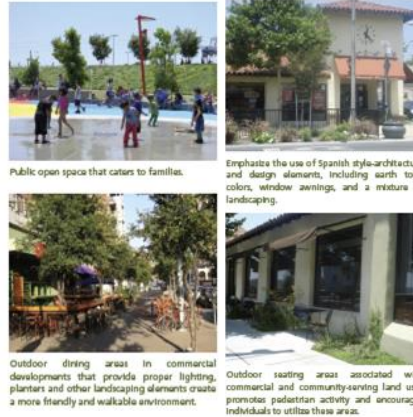 Public open space that caters to families.
Emphasize the use of Spanish style-architectu
and design elements, including earth to
colors, window awnings, and a mixture
landscaping.
Outdoor dining areas in commercial
developments that provide proper lighting,
planters and other landscaping elements create
a more friendly and walkable environment.
Outdoor seating areas associated wi
commercial and community-serving land us
promotes pedestrian activity and encourag
individuals to utilize these areas.